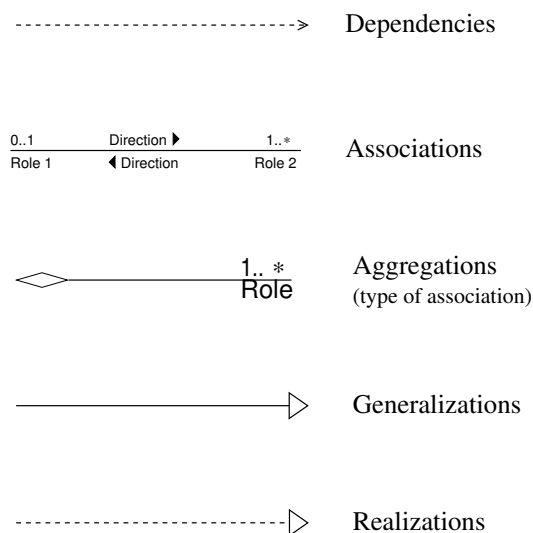 Dependencies
0..1 Direction 1..*
Role 1 Direction Role 2
Associations
1.. *
Role
Aggregations
(type of association)
Generalizations
Realizations